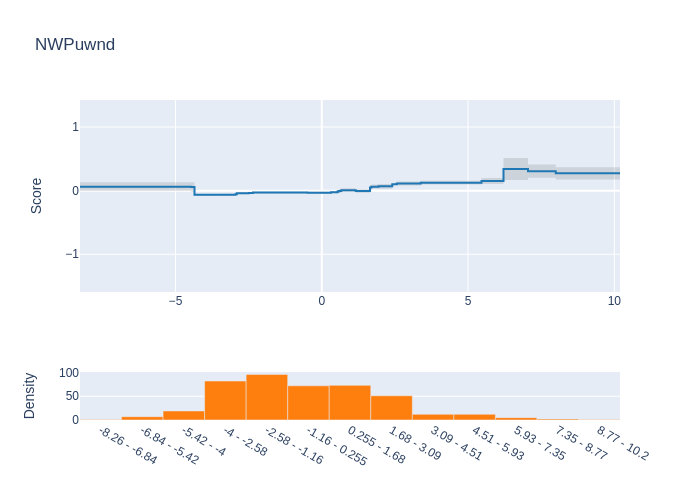 NWPuwnd
Score
1
0
−1
−5
0
5
10
Density
100
50
0
-8.26 - -6.84
-6.84 - -5.42
-5.42 - -4
-4 - -2.58
-2.58 - -1.16
-1.16 - 0.255
0.255 - 1.68
1.68 - 3.09
3.09 - 4.51
4.51 - 5.93
5.93 - 7.35
7.35 - 8.77
8.77 - 10.2